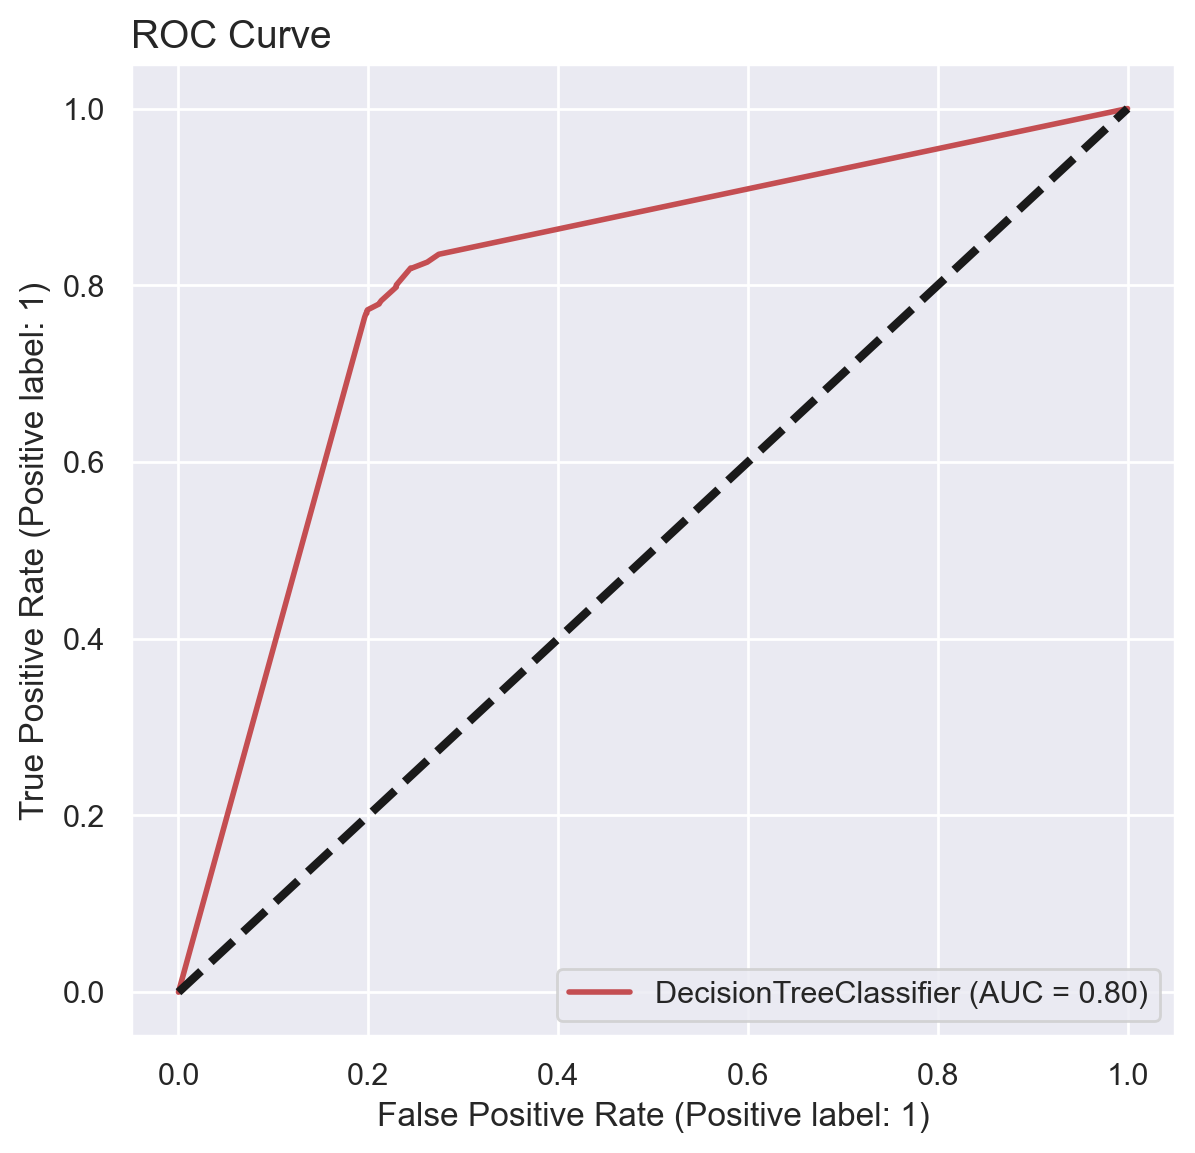 ROC Curve
1.0
0.8
0.6
0.4
0.2
0.0
True Positive Rate (Positive label: 1)
DecisionTreeClassifier (AUC = 0.80)
0.0 0.2 0.4 0.6 0.8 1.0
False Positive Rate (Positive label: 1)